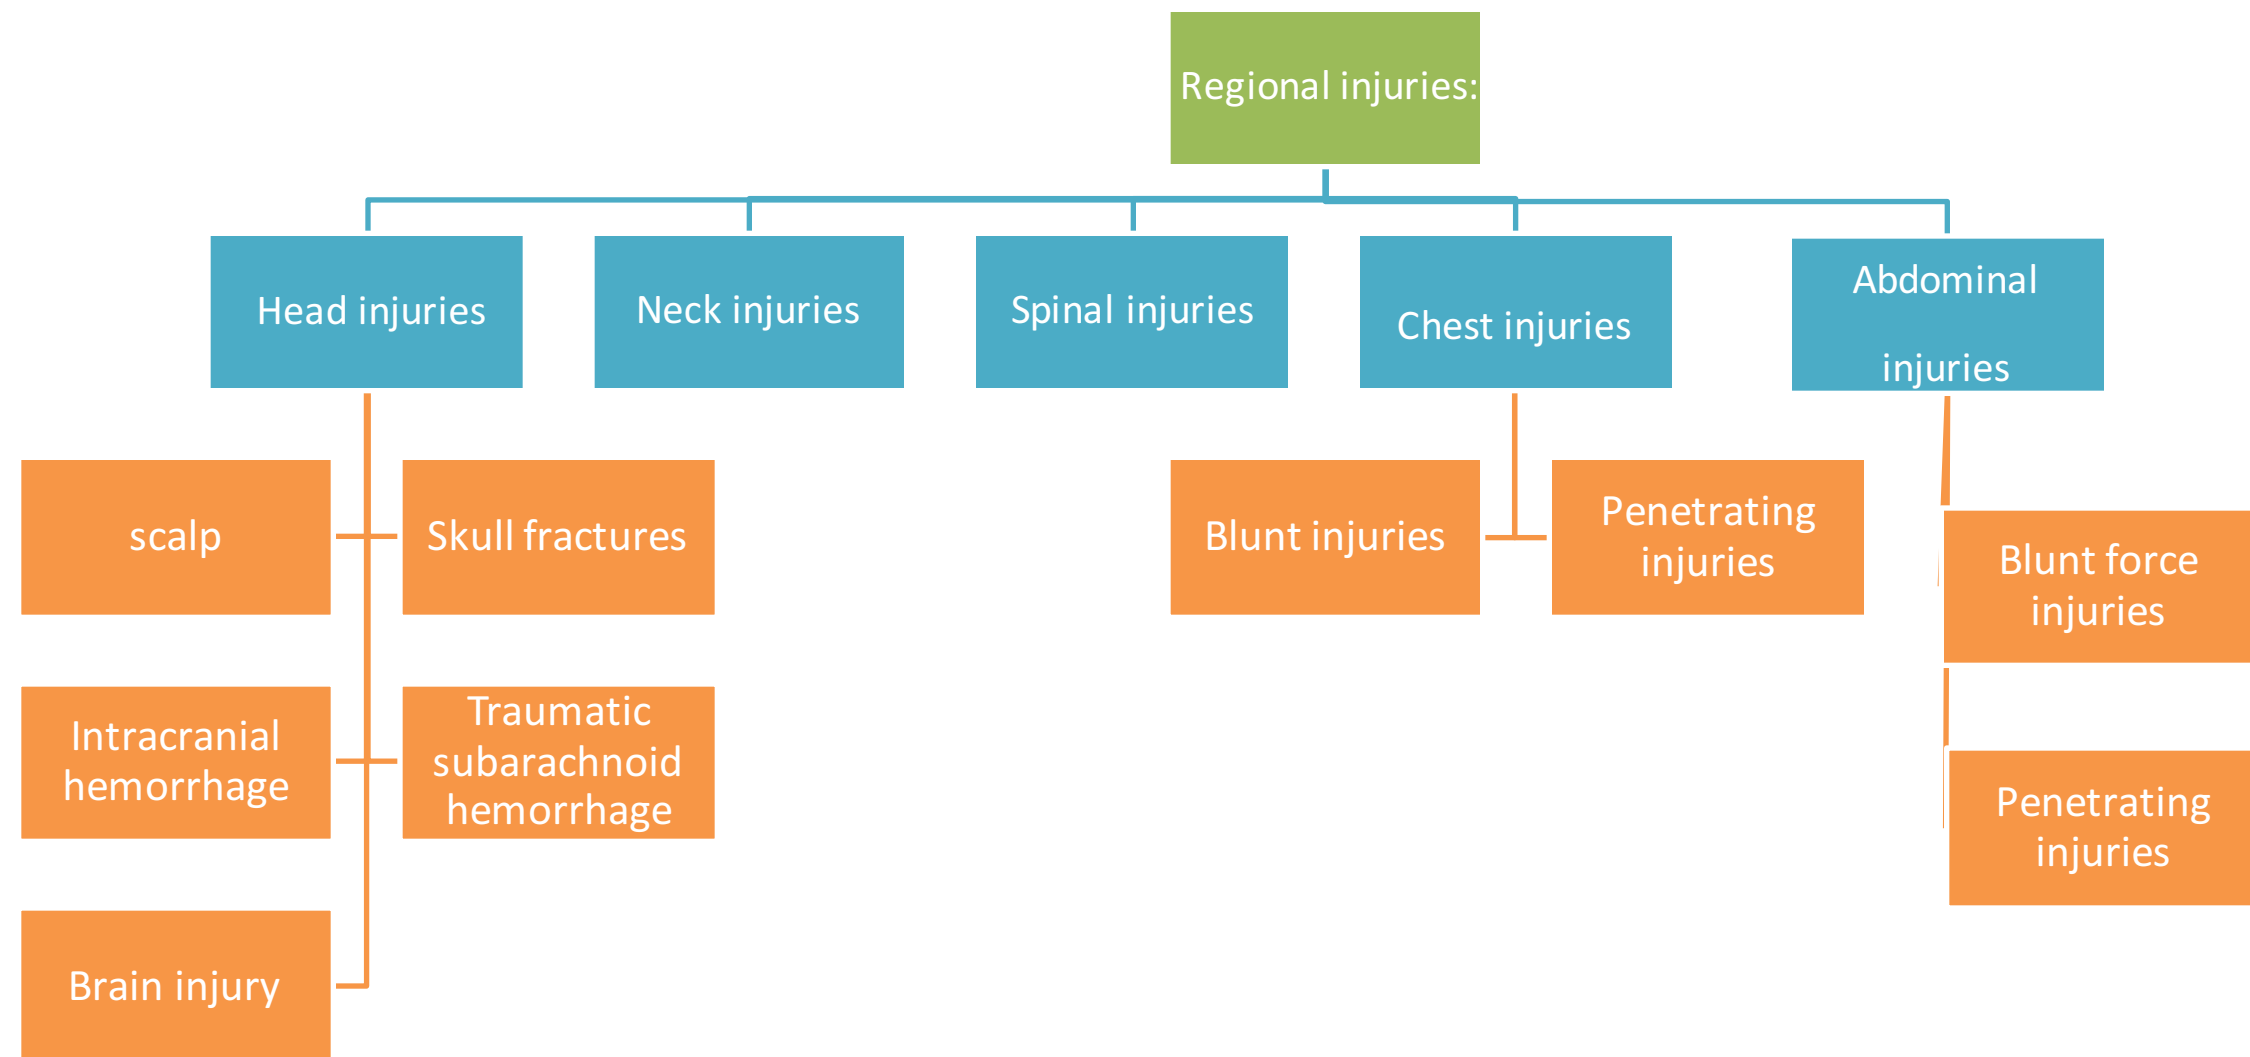 Regional injuries:
Head injuries
Neck injuries
Spinal injuries
Chest injuries
Abdominal
injuries
scalp
Skull fractures
Blunt injuries
Penetrating
injuries
Blunt force
injuries
Intracranial
hemorrhage
Traumatic
subarachnoid
hemorrhage
Penetrating
injuries
Brain injury